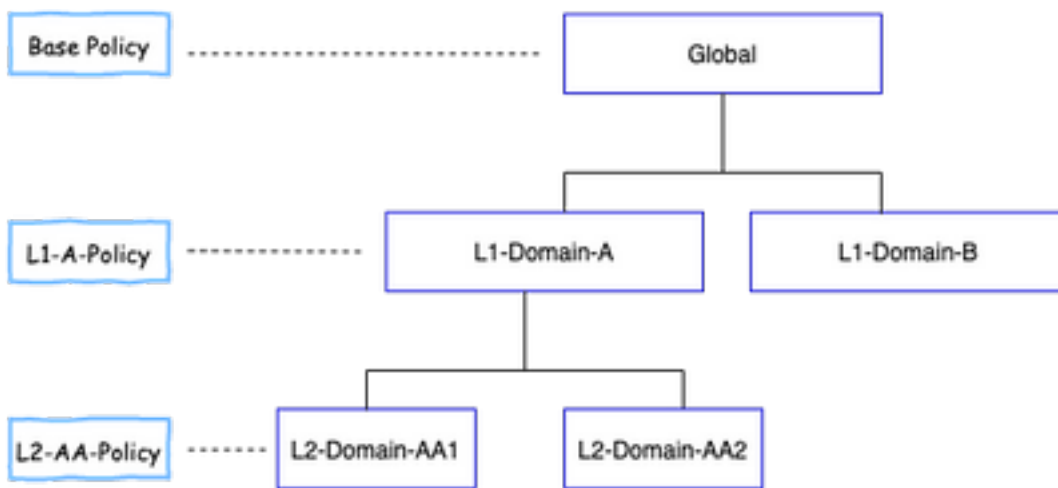 Base Policy
Global
L1-A-Policy
L1-Domain-A
L1-Domain-B
L2-AA-Policy
L2-Domain-AA1
L2-Domain-AA2